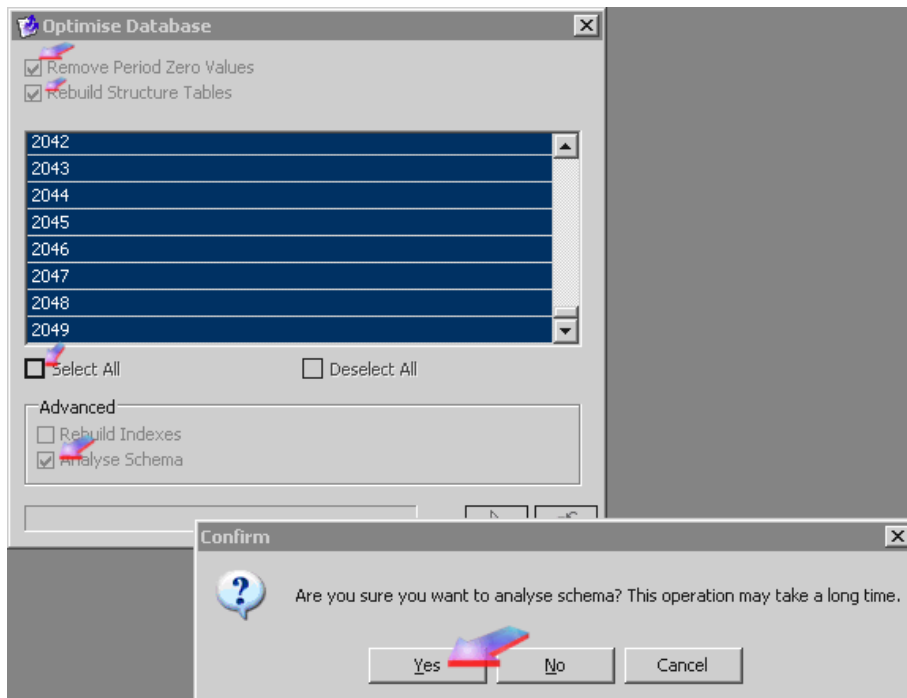 Optimise Database
Remove Period Zero Values
Rebuild Structure Tables
2042
2043
2044
2045
2046
2047
2048
2049
Select All
Deselect All
Advanced
Rebuild Indexes
Analyse Schema
Confirm
Are you sure you want to analyse schema? This operation may take a long time.
Yes
No
Cancel